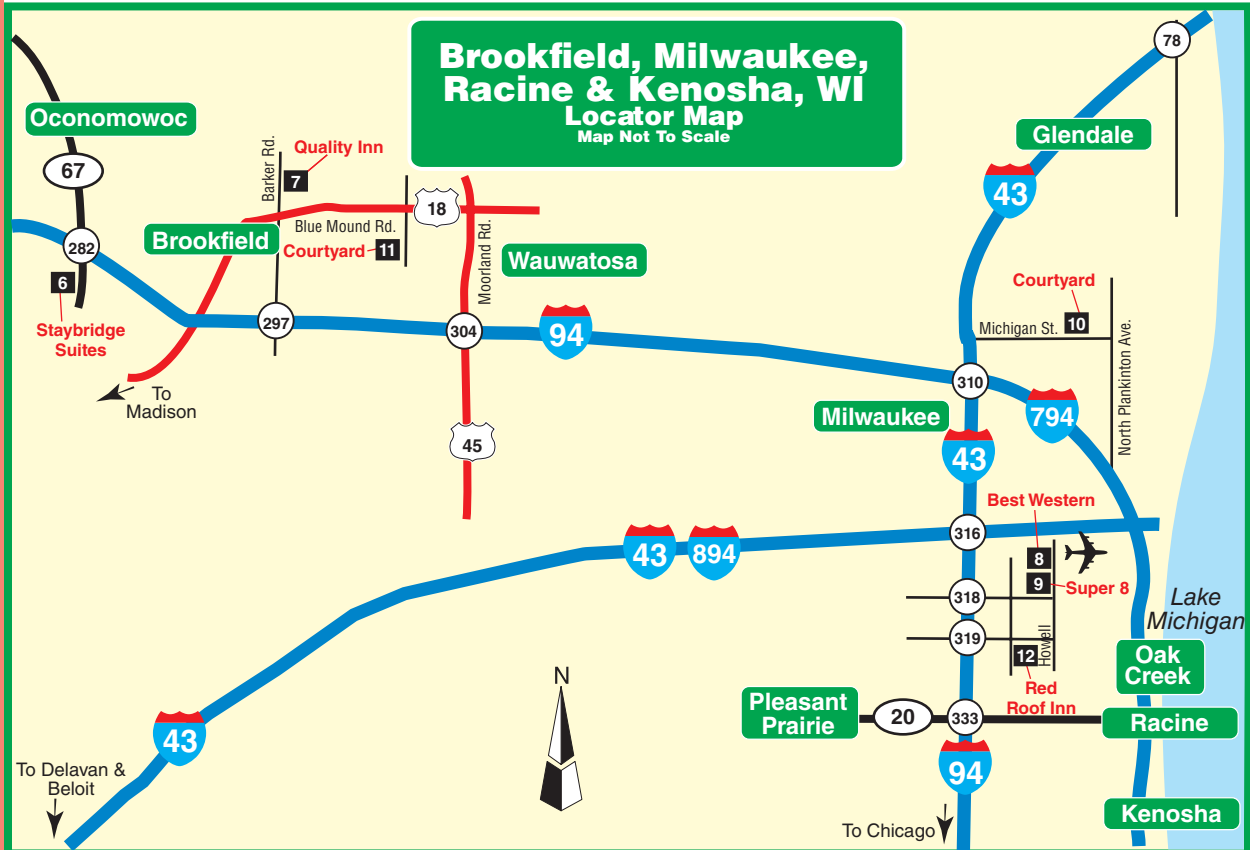 Brookfield, Milwaukee,
Racine & Kenosha, WI
Locator Map
Map Not To Scale
78
Oconomowoc
Glendale
67
Barker Rd.
Quality Inn
7
43
18
Blue Mound Rd.
Brookfield
Courtyard
11
Moorland Rd.
Wauwatosa
282
6
Staybridge
Suites
297
304
94
Courtyard
10
Michigan St.
North Plankinton Ave.
310
To
Madison
Milwaukee
794
45
43
Best Western
316
43
894
8
9
Super 8
318
Lake
Michigan
319
Howell
12
Oak
Creek
Red
Roof Inn
N
Pleasant
Prairie
20
333
Racine
43
94
To Delavan &
Beloit
Kenosha
To Chicago